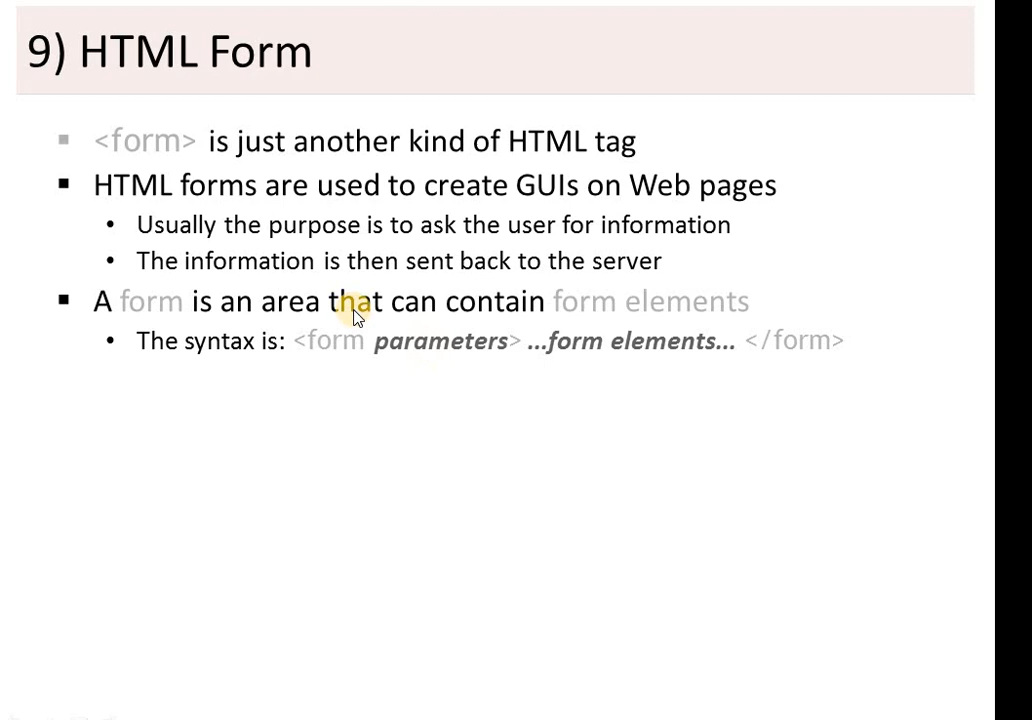 9) HTML Form
▪ <form> is just another kind of HTML tag
▪ HTML forms are used to create GUIs on Web pages
• Usually the purpose is to ask the user for information
• The information is then sent back to the server
▪ A form is an area that can contain form elements
• The syntax is: <form parameters> ...form elements... </form>